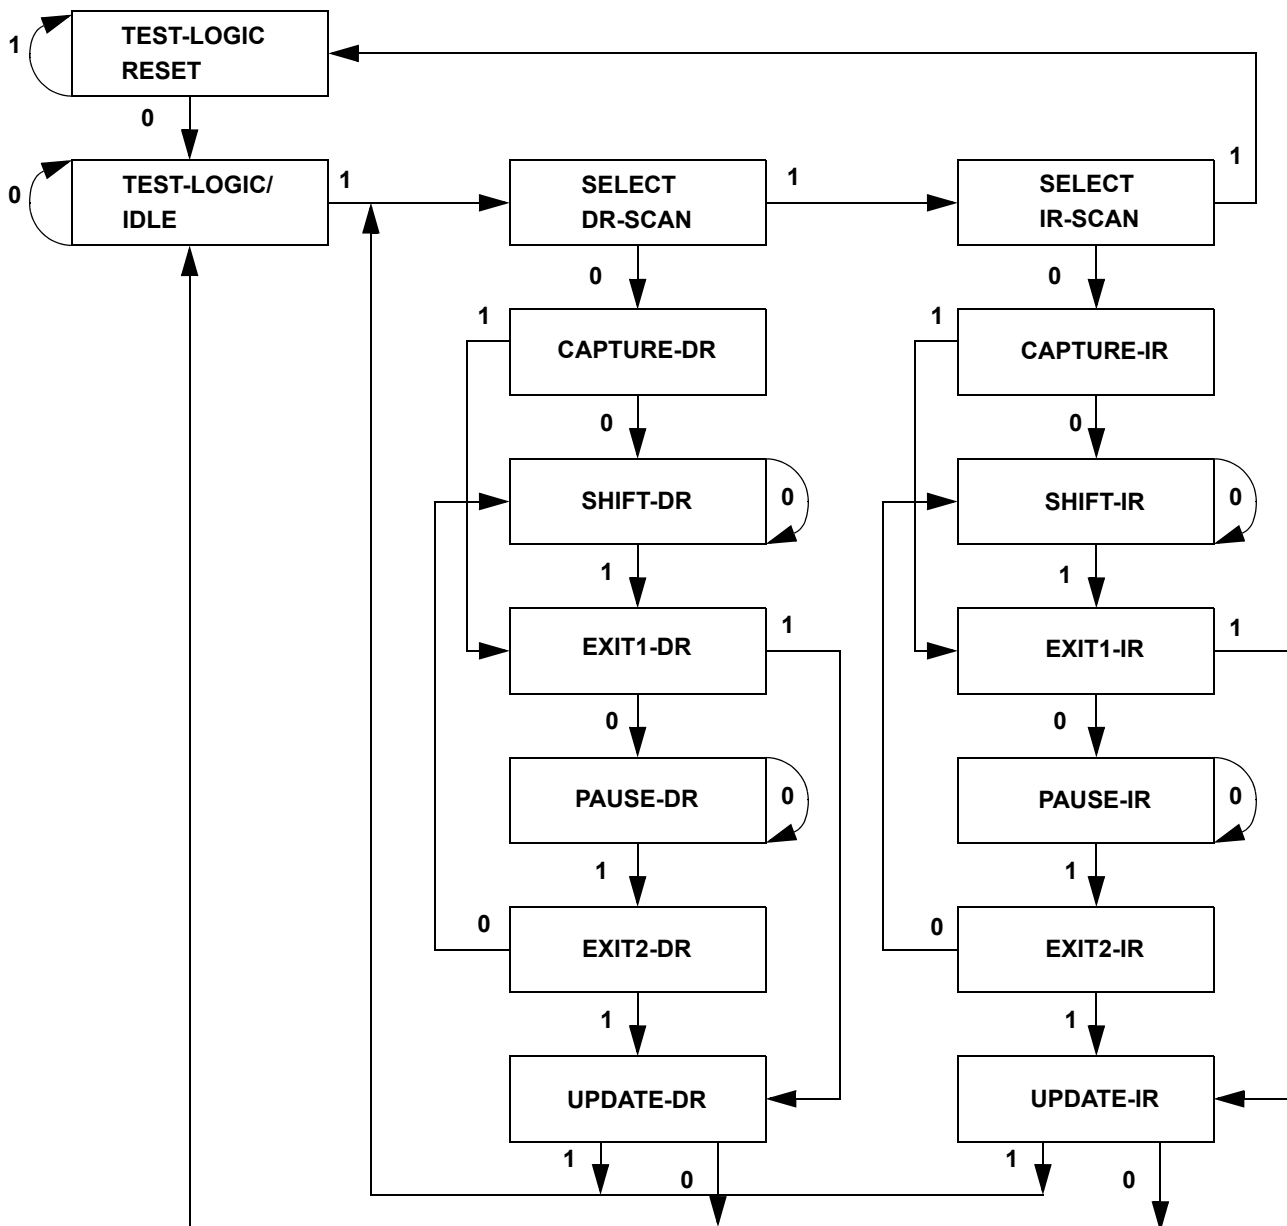 1
TEST-LOGIC
RESET
0
0
TEST-LOGIC/
IDLE
1
SELECT
DR-SCAN
1
SELECT
IR-SCAN
1
0
0
1
CAPTURE-DR
1
CAPTURE-IR
0
0
SHIFT-DR
0
SHIFT-IR
0
1
1
EXIT1-DR
1
EXIT1-IR
1
0
0
PAUSE-DR
0
PAUSE-IR
0
1
1
0
EXIT2-DR
0
EXIT2-IR
1
1
UPDATE-DR
UPDATE-IR
1
0
1
0